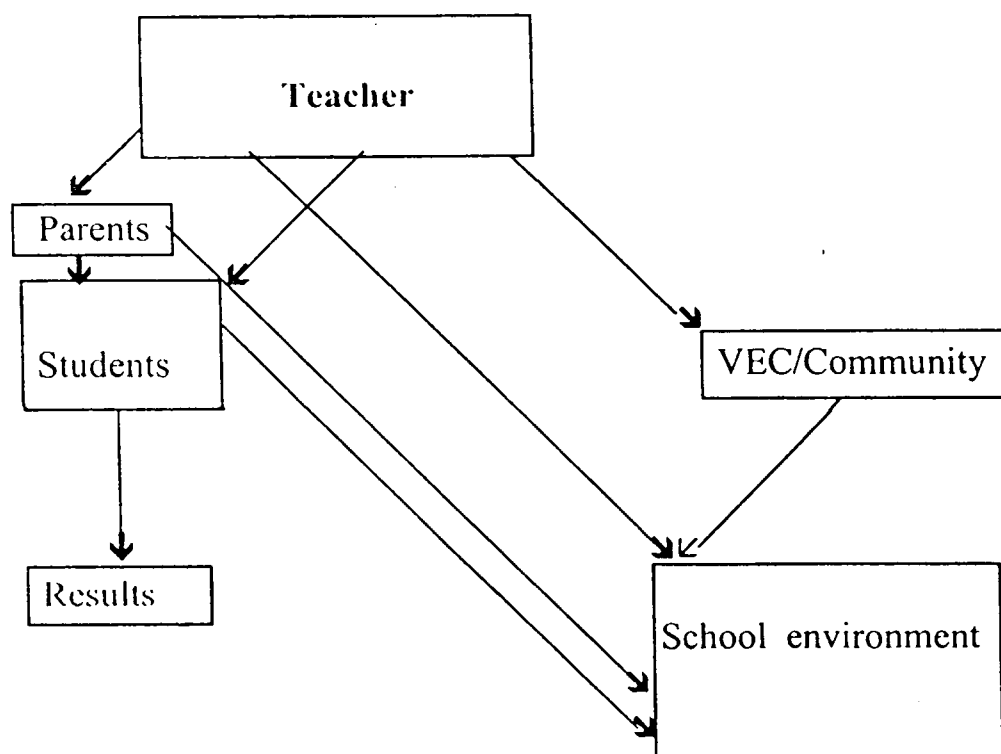 Teacher
Parents
Students
VEC/Community
Results
School environment